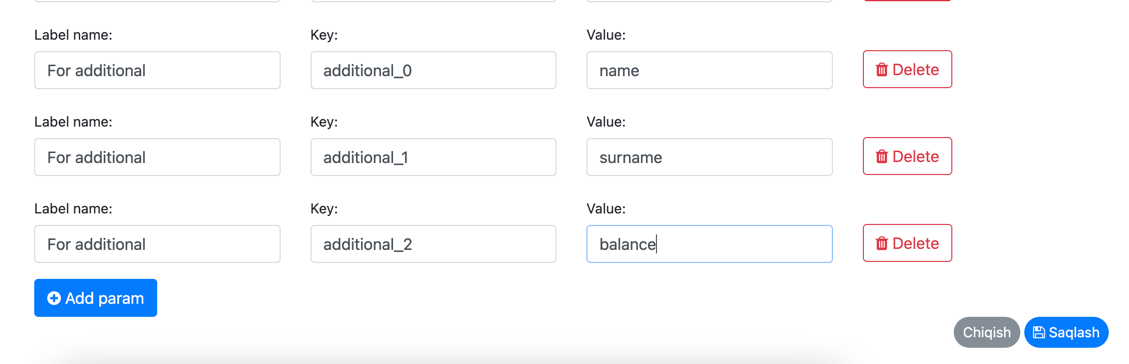 Label name: Key: Value:
For additional additional_0 name Delete
Label name: Key: Value:
For additional additional_1 surname Delete
Label name: Key: Value:
For additional additional_2 balance Delete
Add param
Chiqish Saqlash